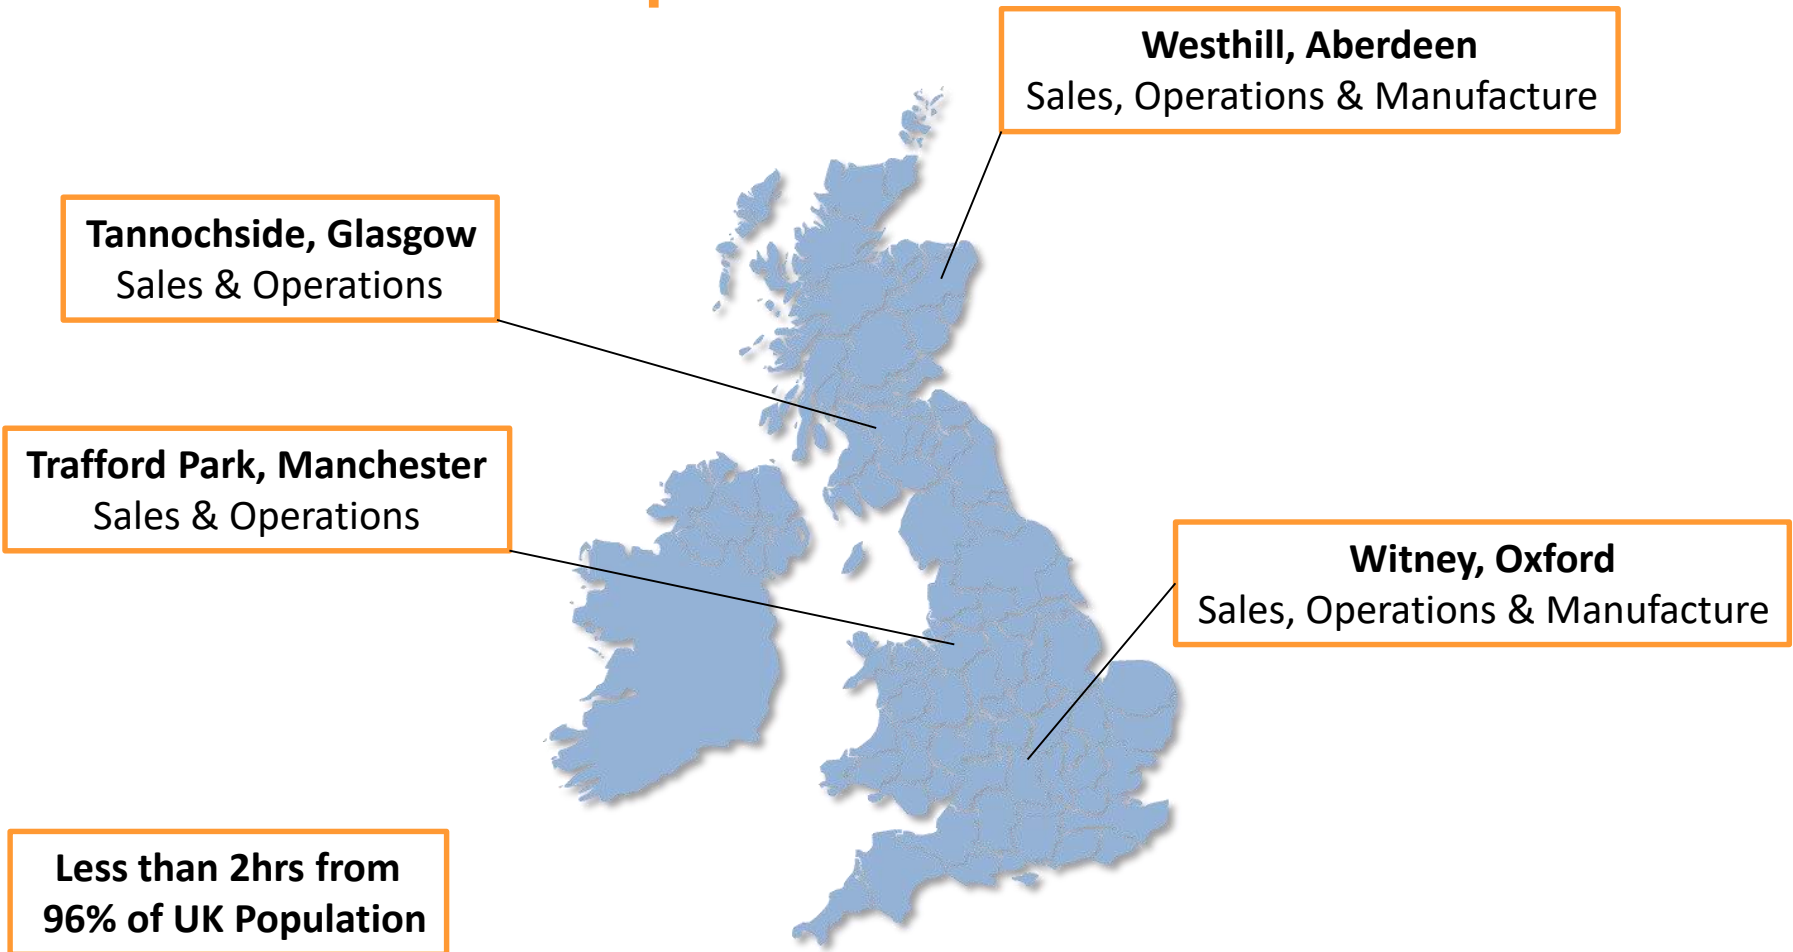 Westhill, Aberdeen
Sales, Operations & Manufacture
Tannochside, Glasgow
Sales & Operations
Trafford Park, Manchester
Sales & Operations
Witney, Oxford
Sales, Operations & Manufacture
Less than 2hrs from
96% of UK Population